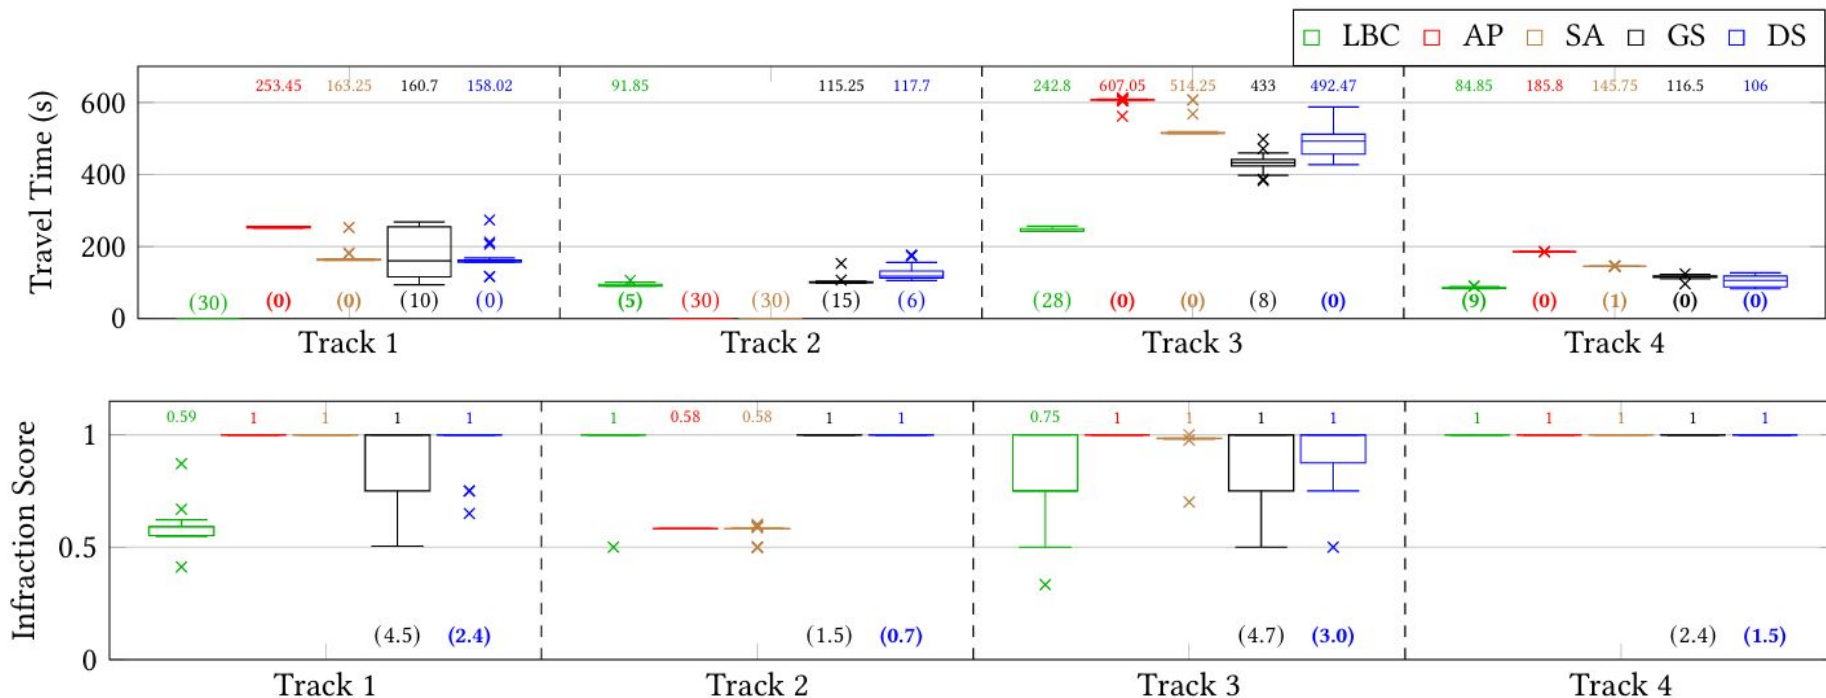 LBC AP SA GS DS
Travel Time (s)
600
400
200
0
253.45 163.25 160.7 158.02 91.85 115.25 117.7 242.8 607.05 514.25 433 492.47 84.85 185.8 145.75 116.5 106
(30) (0) (0) (10) (0) (5) (30) (30) (15) (6) (28) (0) (0) (8) (0) (9) (0) (1) (0) (0)
Track 1 Track 2 Track 3 Track 4
Infraction Score
1
0.5
0
0.59 1 1 1 1 1 0.58 0.58 1 1 0.75 1 1 1 1 1 1 1 1 1
(4.5) (2.4) (1.5) (0.7) (4.7) (3.0) (2.4) (1.5)
Track 1 Track 2 Track 3 Track 4